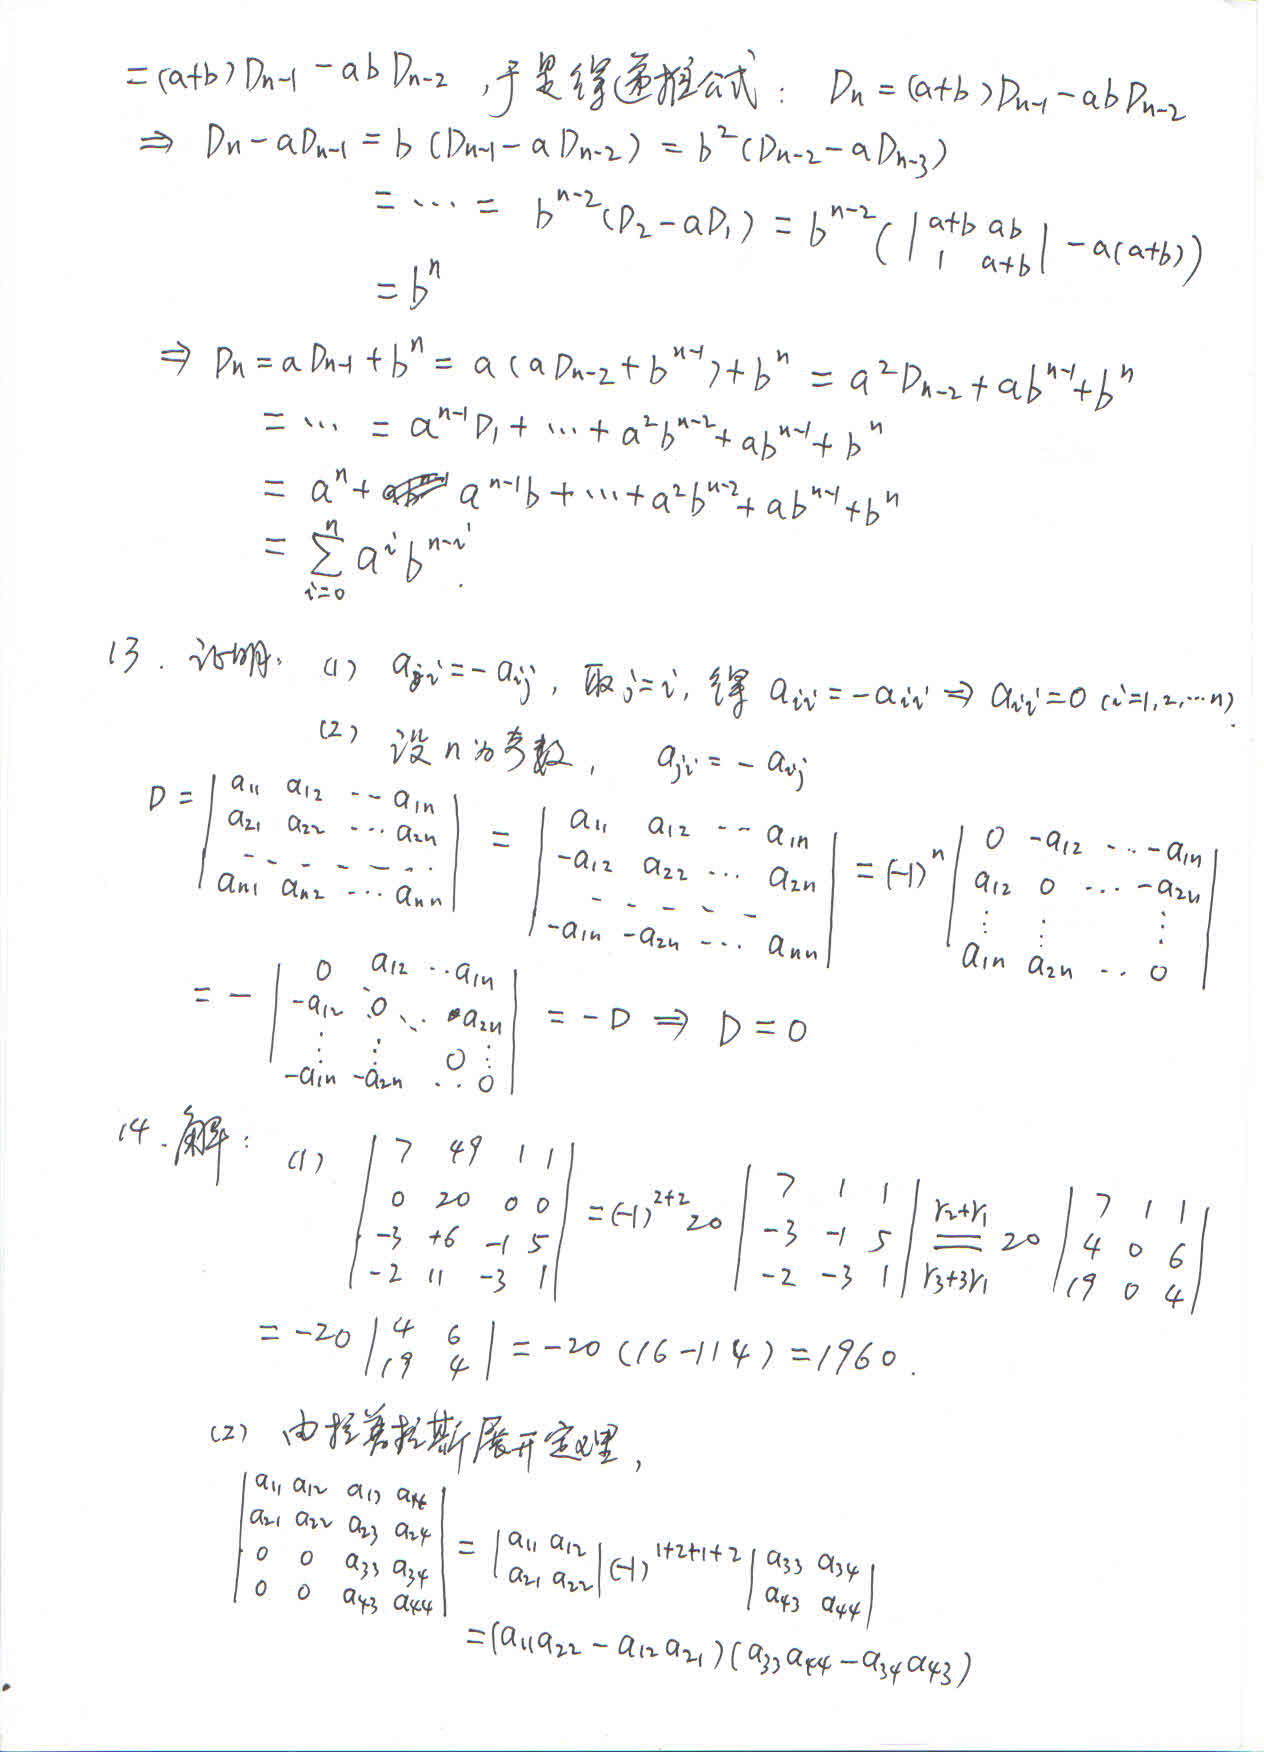 =(a+b)Dn-1 -abDn-2 ,于是得递推公式: Dn=(a+b)Dn-1-abDn-2
⇒ Dn-aDn-1 = b(Dn-1-aDn-2) = b²(Dn-2-aDn-3)
= ⋯ = b^{n-2}(D₂-aD₁) = b^{n-2}(|a+b ab; 1 a+b| -a(a+b))
= b^n
⇒ Dn=aDn-1+b^n = a(aDn-2+b^{n-1})+b^n = a²Dn-2+ab^{n-1}+b^n
= ⋯ = a^{n-1}D₁+⋯+a²b^{n-2}+ab^{n-1}+b^n
= a^n+a^{n-1}b+⋯+a²b^{n-2}+ab^{n-1}+b^n
= ∑_{i=0}^{n} a^i b^{n-i}.
13. 证明: (1) aji=-aij, 取j=i, 得 aii=-aii ⇒ aii=0 (i=1,2,⋯n).
(2) 设n为奇数, aji=-aij
D = |a11 a12 ⋯ a1n; a21 a22 ⋯ a2n; ⋯; an1 an2 ⋯ ann| = |a11 a12 ⋯ a1n; -a12 a22 ⋯ a2n; ⋯; -a1n -a2n ⋯ ann| = (-1)^n |0 -a12 ⋯ -a1n; a12 0 ⋯ -a2n; ⋮ ⋮ ⋮; a1n a2n ⋯ 0|
= - |0 a12 ⋯ a1n; -a12 0 ⋯ a2n; ⋮ ⋮ 0 ⋮; -a1n -a2n ⋯ 0| = -D ⇒ D=0
14. 解: (1) |7 49 1 1; 0 20 0 0; -3 +6 -1 5; -2 11 -3 1| = (-1)^{2+2} 20 |7 1 1; -3 -1 5; -2 -3 1| r2+r1 = r3+3r1 20 |7 1 1; 4 0 6; 19 0 4|
= -20 |4 6; 19 4| = -20(16-114) = 1960.
(2) 由拉普拉斯展开定理,
|a11 a12 a13 a14; a21 a22 a23 a24; 0 0 a33 a34; 0 0 a43 a44| = |a11 a12; a21 a22| (-1)^{1+2+1+2} |a33 a34; a43 a44|
=(a11a22-a12a21)(a33a44-a34a43)